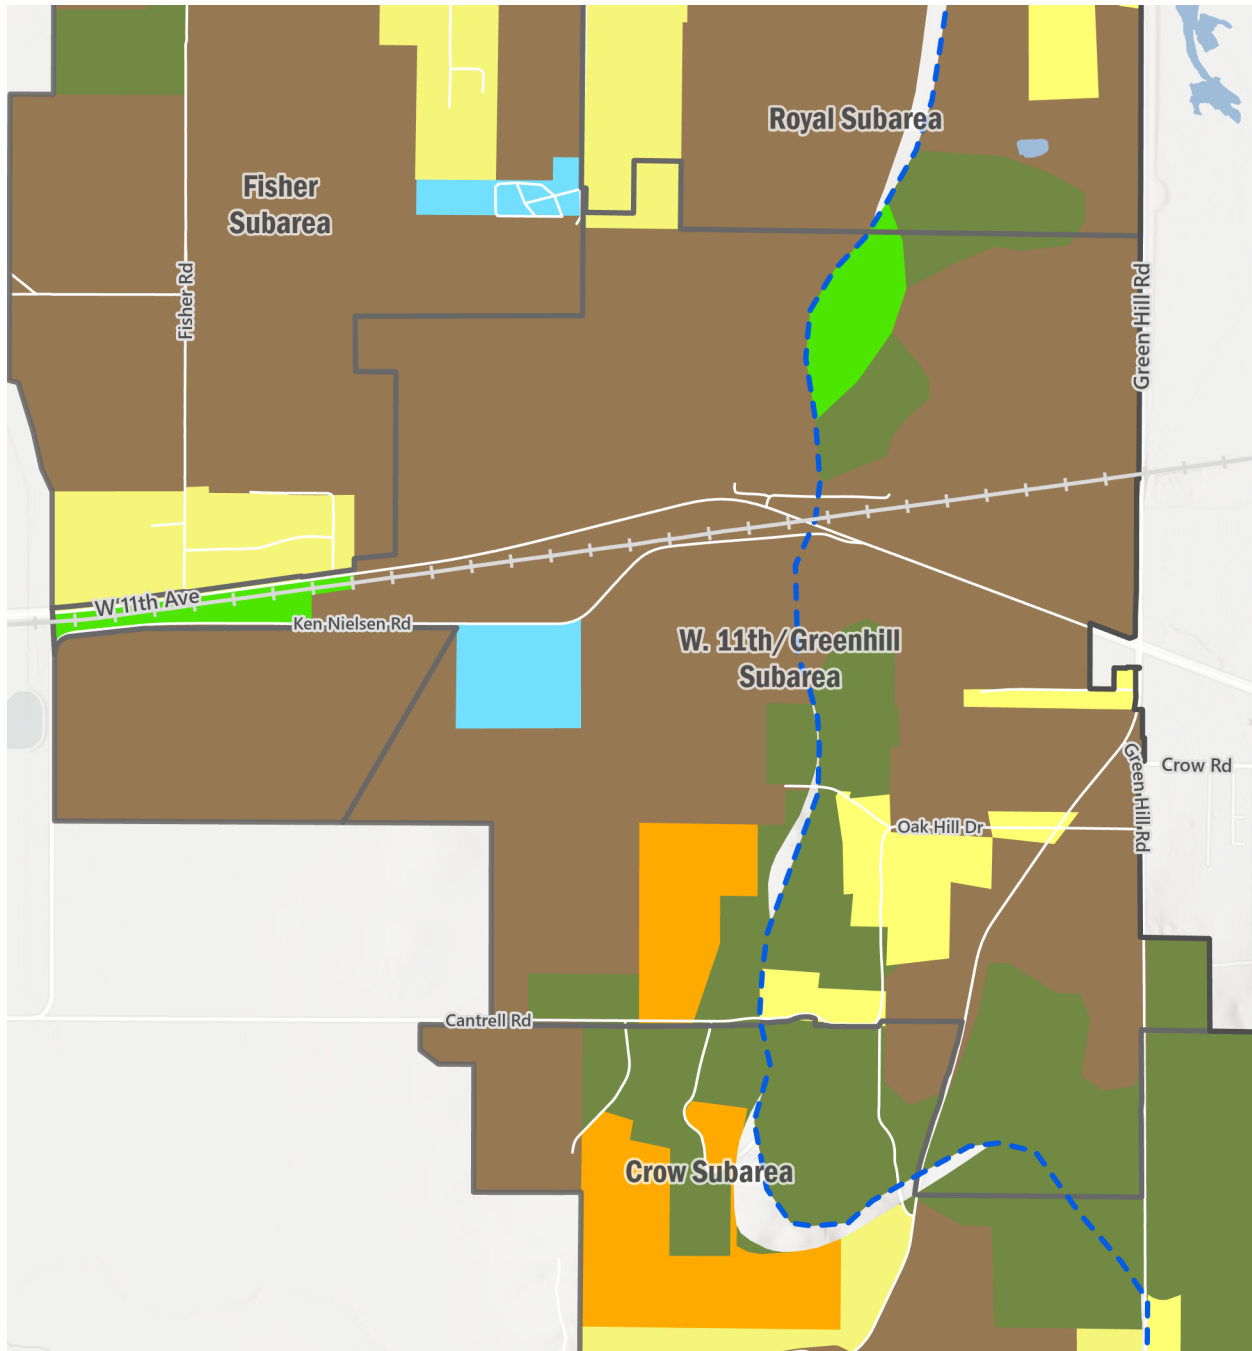 Royal Subarea
Fisher
Subarea
Fisher Rd
Green Hill Rd
W 11th Ave
Ken Nielsen Rd
W. 11th/Greenhill
Subarea
Green Hill Rd
Crow Rd
Oak Hill Dr
Cantrell Rd
Crow Subarea